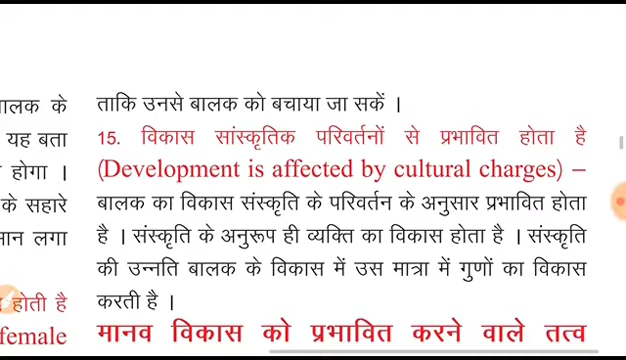 ालक के
यह बता
होगा ।
के सहारे
मान लगा
होती है
female
ताकि उनसे बालक को बचाया जा सकें ।
15. विकास सांस्कृतिक परिवर्तनों से प्रभावित होता है
(Development is affected by cultural charges) –
बालक का विकास संस्कृति के परिवर्तन के अनुसार प्रभावित होता
है । संस्कृति के अनुरूप ही व्यक्ति का विकास होता है । संस्कृति
की उन्नति बालक के विकास में उस मात्रा में गुणों का विकास
करती है ।
मानव विकास को प्रभावित करने वाले तत्व